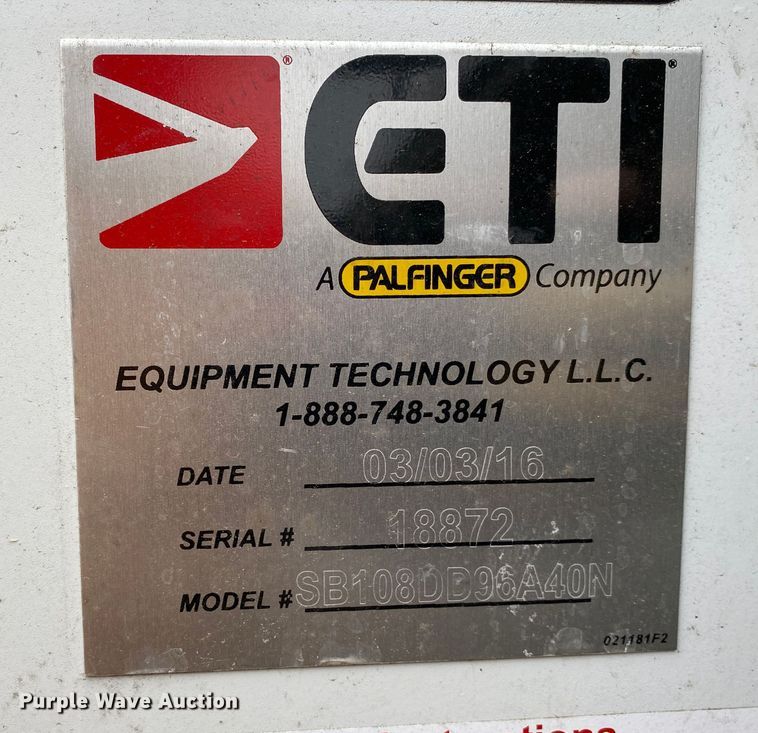 ETI
A PALFINGER Company
EQUIPMENT TECHNOLOGY L.L.C.
1-888-748-3841
DATE 03/03/16
SERIAL # 18872
MODEL # SB108DD96A40N
021181F2
Purple Wave Auction